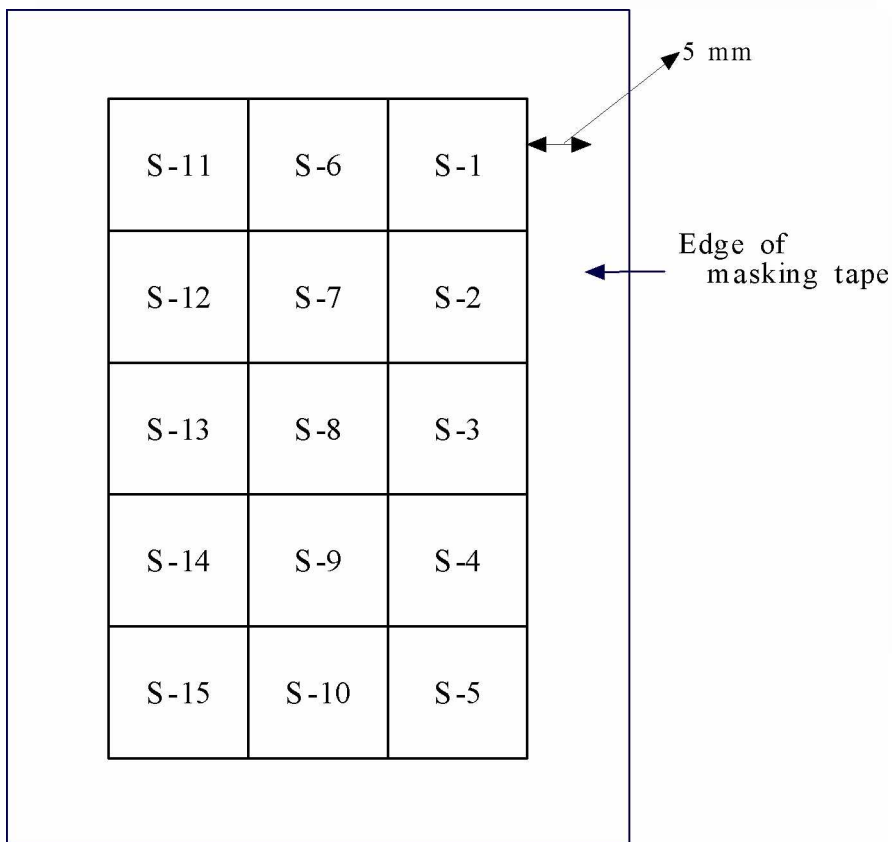 5 mm
S-11 S-6 S-1
Edge of
masking tape
S-12 S-7 S-2
S-13 S-8 S-3
S-14 S-9 S-4
S-15 S-10 S-5